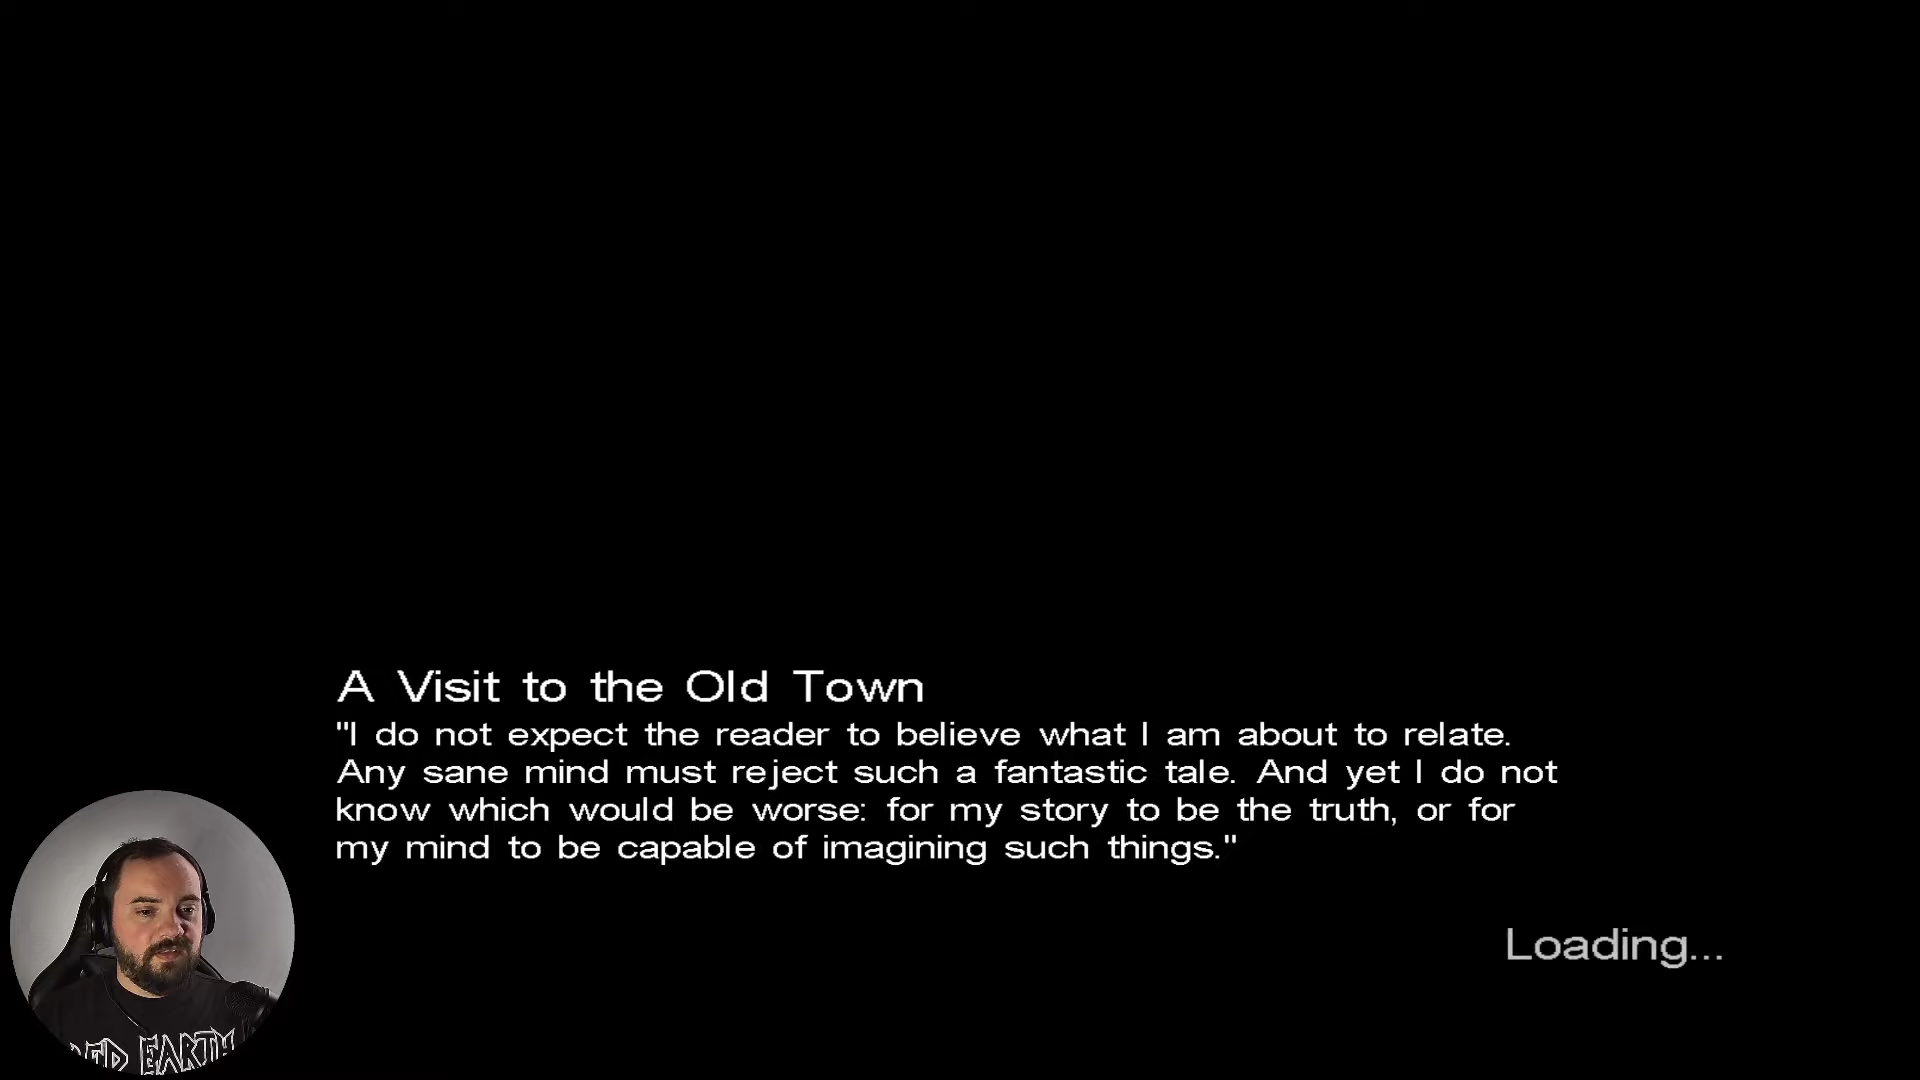 A Visit to the Old Town
"I do not expect the reader to believe what I am about to relate.
Any sane mind must reject such a fantastic tale. And yet I do not
know which would be worse: for my story to be the truth, or for
my mind to be capable of imagining such things."
Loading...
EARTH